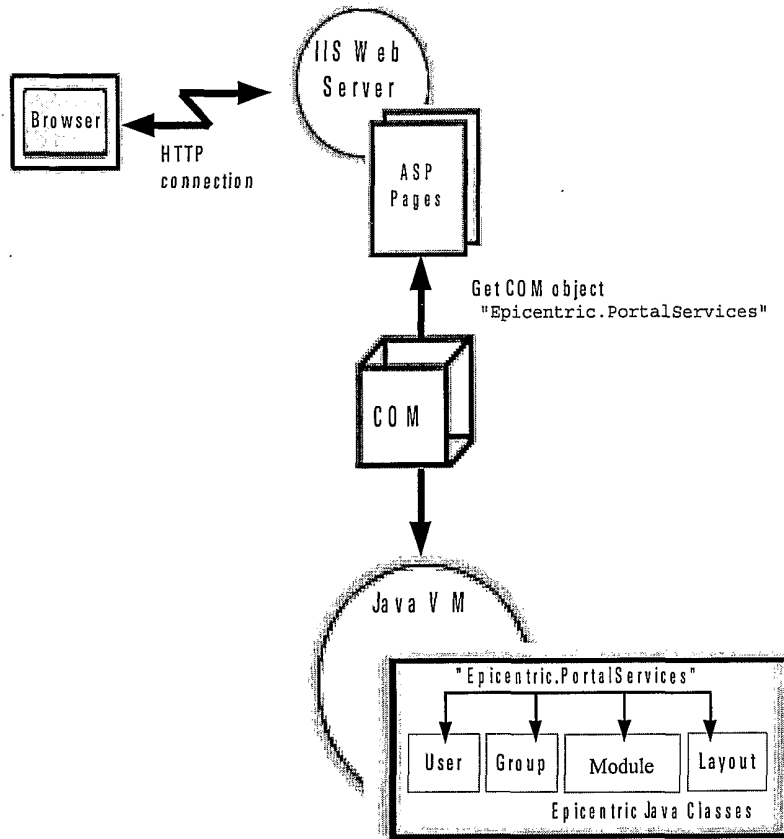 IIS Web
Server
Browser
HTTP
connection
ASP
Pages
Get COM object
"Epicentric.PortalServices"
COM
Java VM
"Epicentric.PortalServices"
User
Group
Module
Layout
Epicentric Java Classes